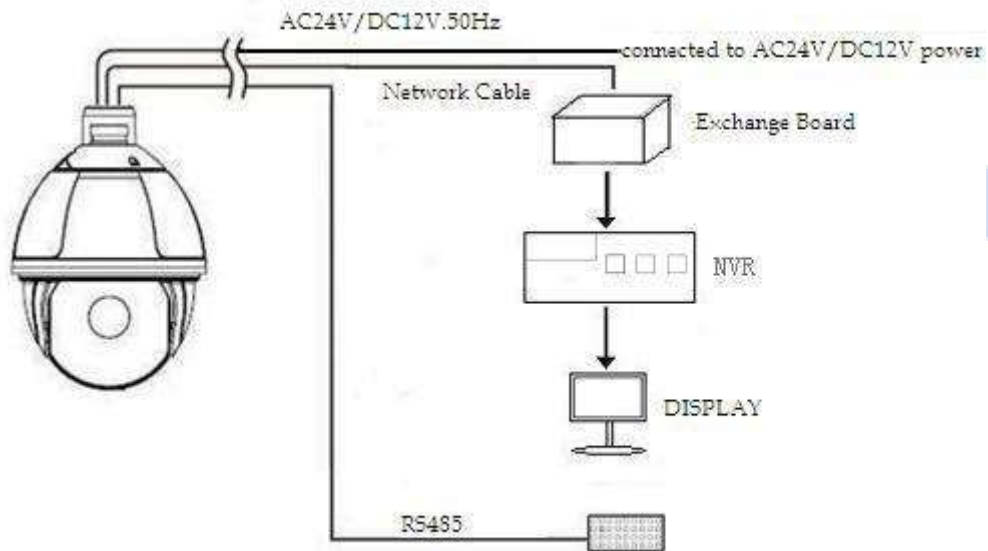 AC24V/DC12V.50Hz
connected to AC24V/DC12V power
Network Cable
Exchange Board
NVR
DISPLAY
RS485